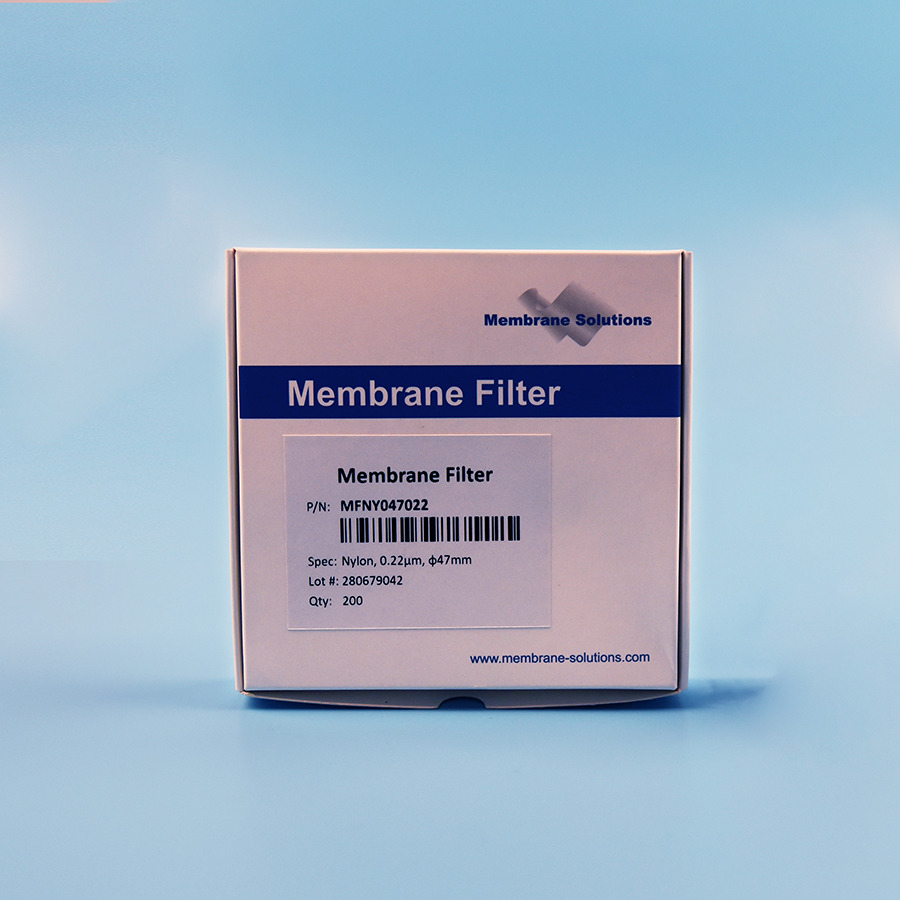 Membrane Solutions
Membrane Filter
Membrane Filter
P/N: MFNY047022
Spec: Nylon, 0.22µm, ф47mm
Lot #: 280679042
Qty: 200
www.membrane-solutions.com